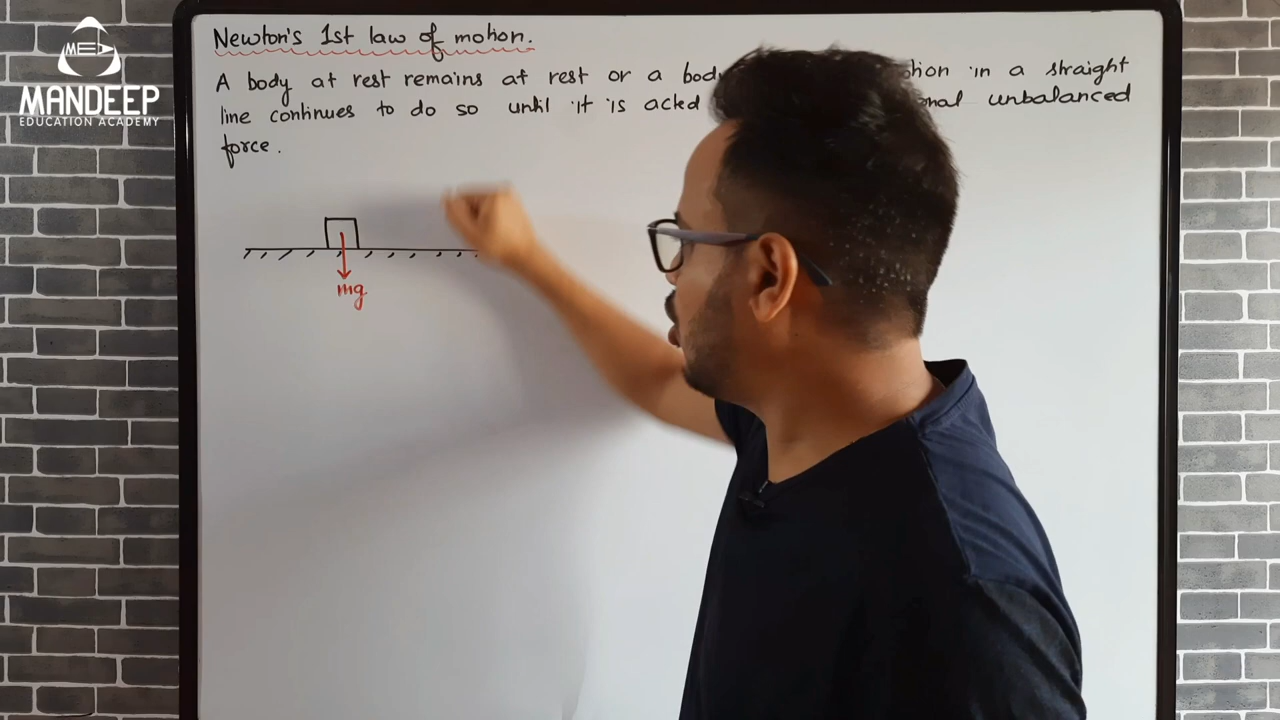 MED
MANDEEP
EDUCATION ACADEMY
Newton's 1st law of motion.
A body at rest remains at rest or a body in a straight
line continues to do so until it is acted unbalanced
force.
mg